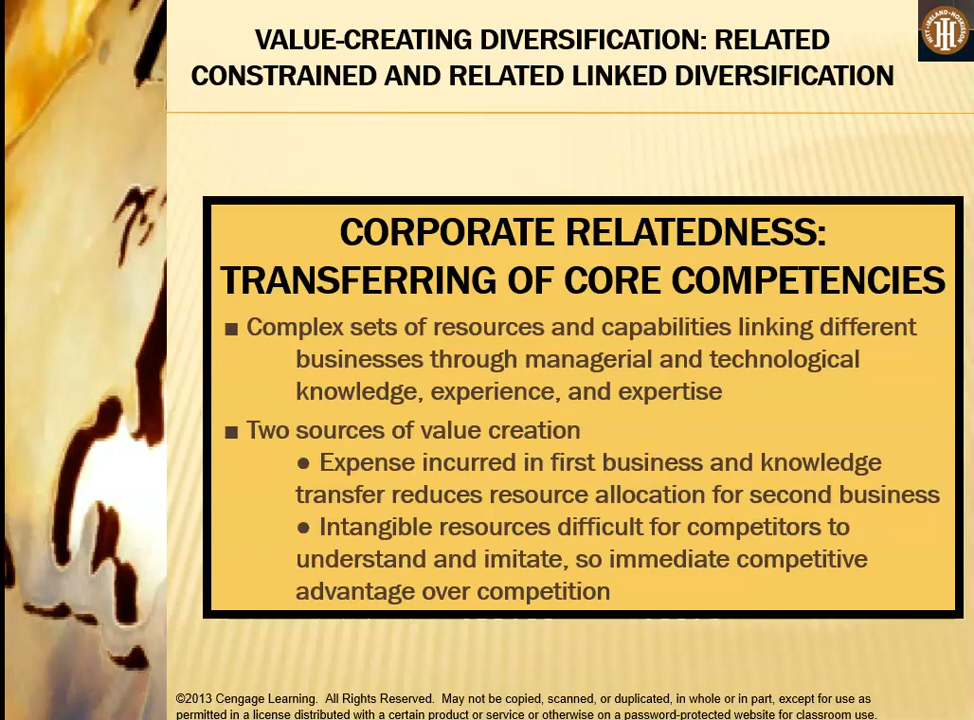 VALUE-CREATING DIVERSIFICATION: RELATED
CONSTRAINED AND RELATED LINKED DIVERSIFICATION
HITT•IRELAND•HOSKISSON
CORPORATE RELATEDNESS:
TRANSFERRING OF CORE COMPETENCIES
■ Complex sets of resources and capabilities linking different
businesses through managerial and technological
knowledge, experience, and expertise
■ Two sources of value creation
● Expense incurred in first business and knowledge
transfer reduces resource allocation for second business
● Intangible resources difficult for competitors to
understand and imitate, so immediate competitive
advantage over competition
©2013 Cengage Learning. All Rights Reserved. May not be copied, scanned, or duplicated, in whole or in part, except for use as
permitted in a license distributed with a certain product or service or otherwise on a password-protected website for classroom use.